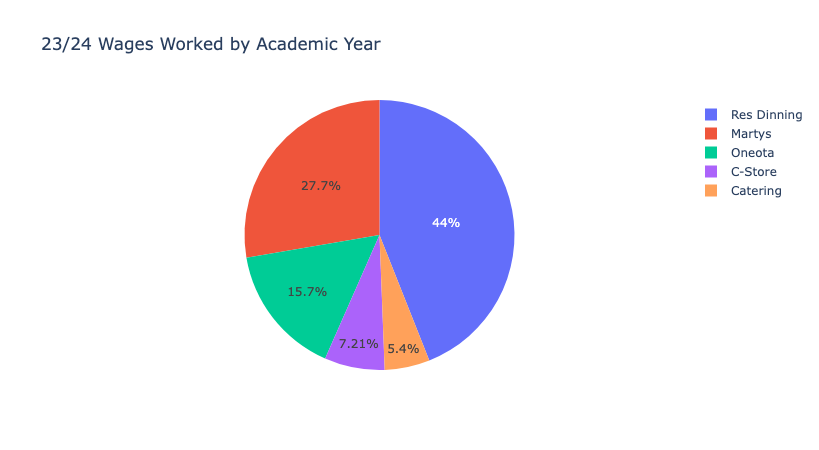 23/24 Wages Worked by Academic Year
Res Dinning
Martys
Oneota
C-Store
Catering
27.7%
44%
15.7%
7.21%
5.4%